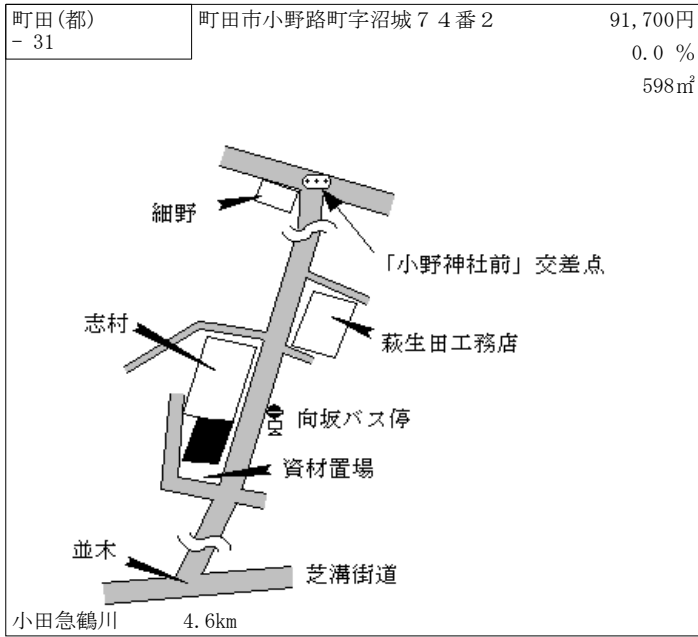 町田(都)
- 31
町田市小野路町字沼城７４番２
91,700円
0.0 %
598㎡
細野
「小野神社前」交差点
志村
萩生田工務店
向坂バス停
資材置場
並木
芝溝街道
小田急鶴川 4.6km